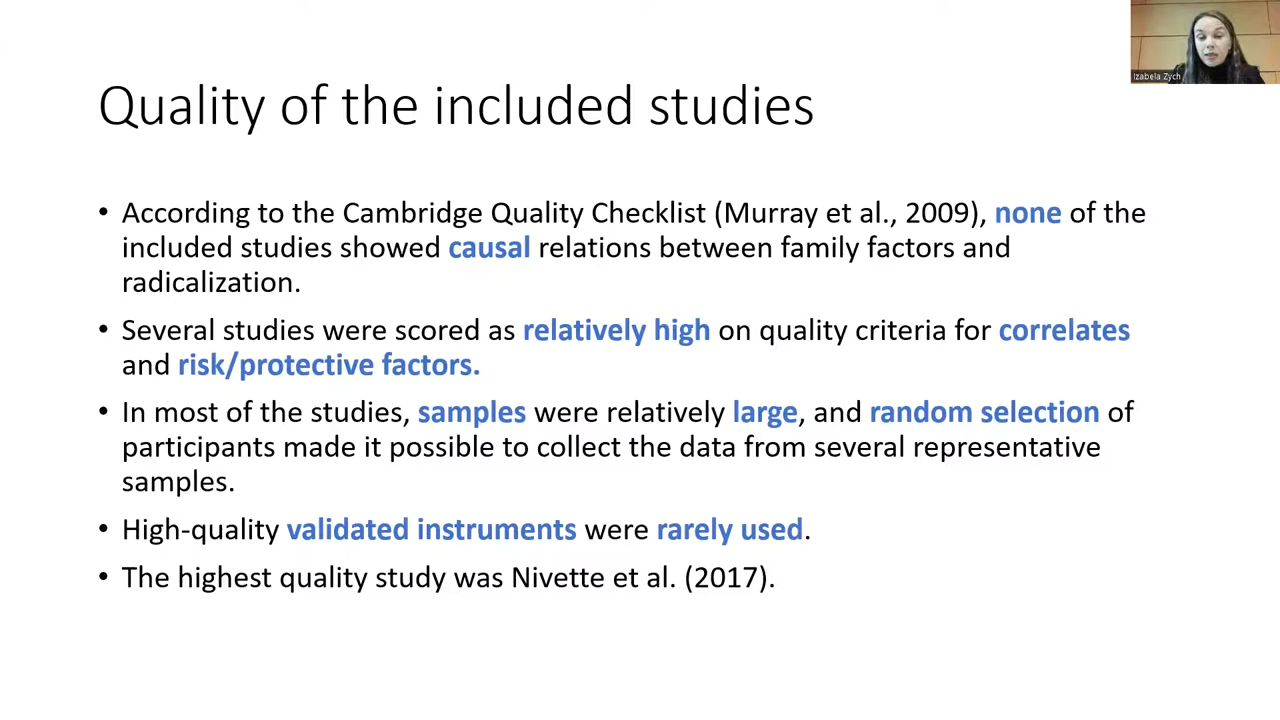 Izabela Zych
Quality of the included studies
• According to the Cambridge Quality Checklist (Murray et al., 2009), none of the
included studies showed causal relations between family factors and
radicalization.
• Several studies were scored as relatively high on quality criteria for correlates
and risk/protective factors.
• In most of the studies, samples were relatively large, and random selection of
participants made it possible to collect the data from several representative
samples.
• High-quality validated instruments were rarely used.
• The highest quality study was Nivette et al. (2017).